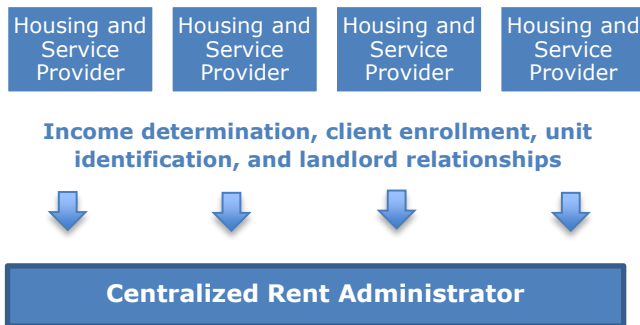 Housing and Service Provider
Housing and Service Provider
Housing and Service Provider
Housing and Service Provider
Income determination, client enrollment, unit
identification, and landlord relationships
Centralized Rent Administrator